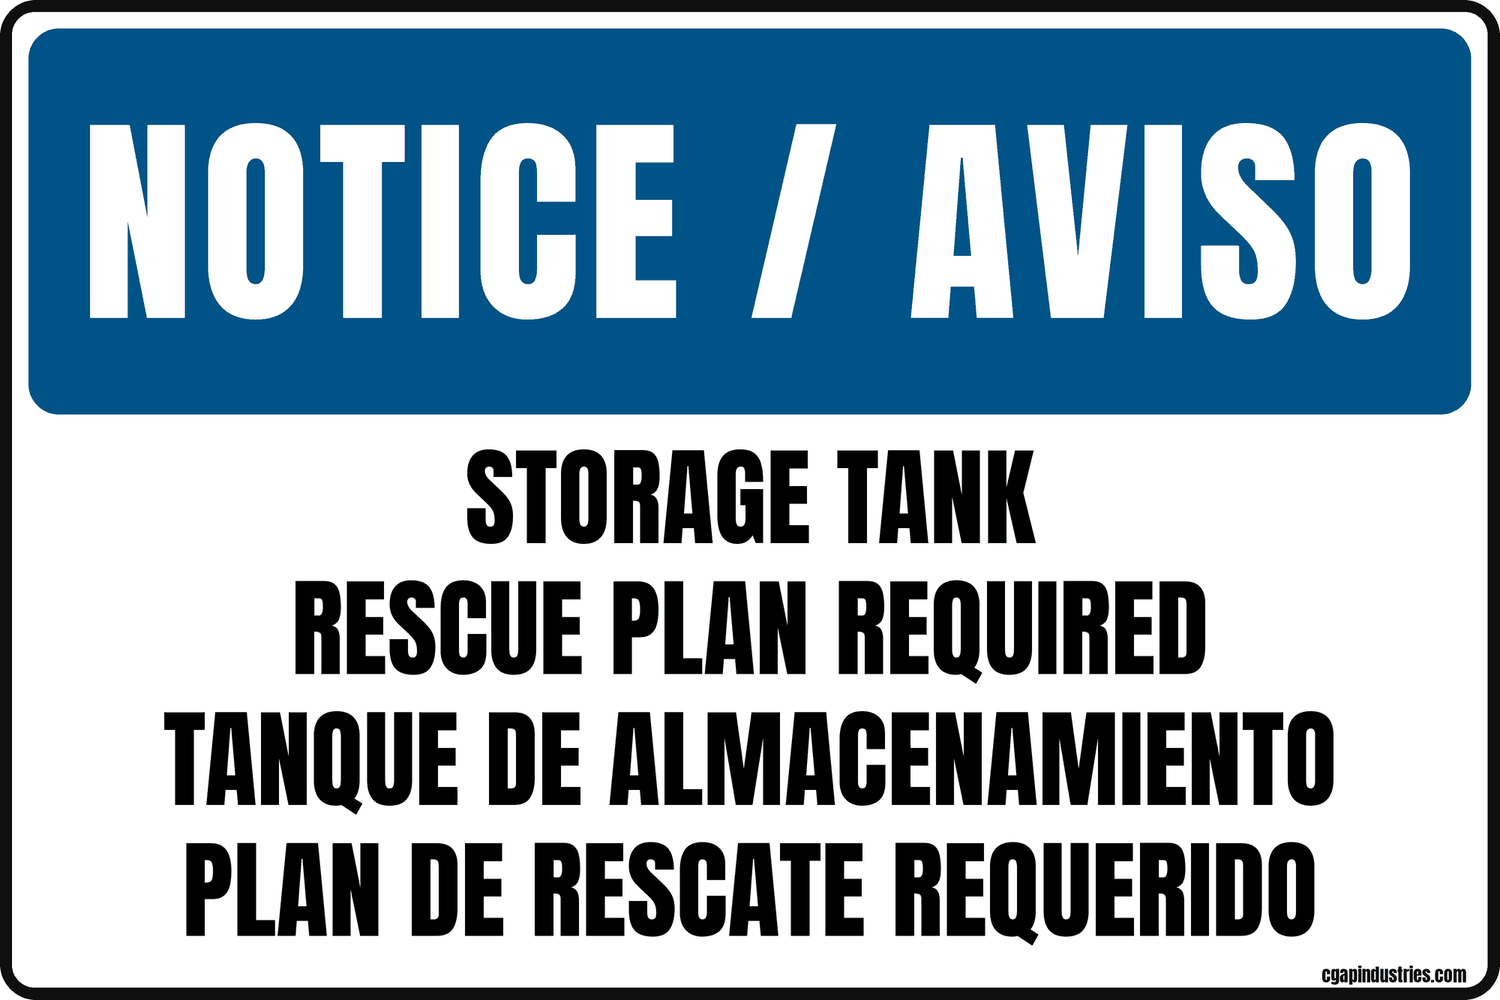 NOTICE / AVISO
STORAGE TANK
RESCUE PLAN REQUIRED
TANQUE DE ALMACENAMIENTO
PLAN DE RESCATE REQUERIDO
cgapindustries.com